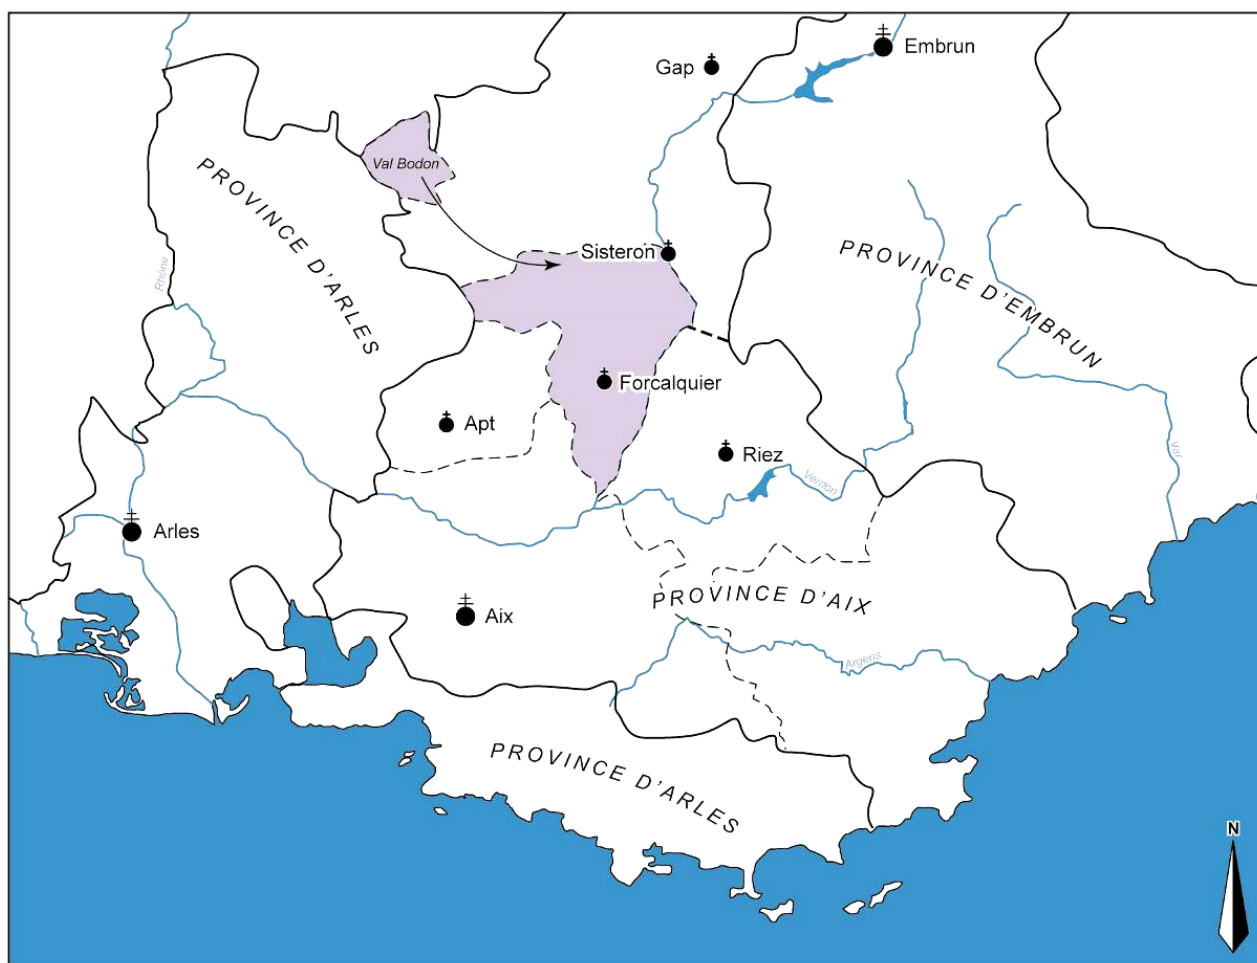 Embrun
Gap
Val Bodon
PROVINCE D'ARLES
Sisteron
PROVINCE D'EMBRUN
Rhône
Forcalquier
Apt
Riez
Verdon
Var
Arles
PROVINCE D'AIX
Aix
Argens
PROVINCE D'ARLES
N